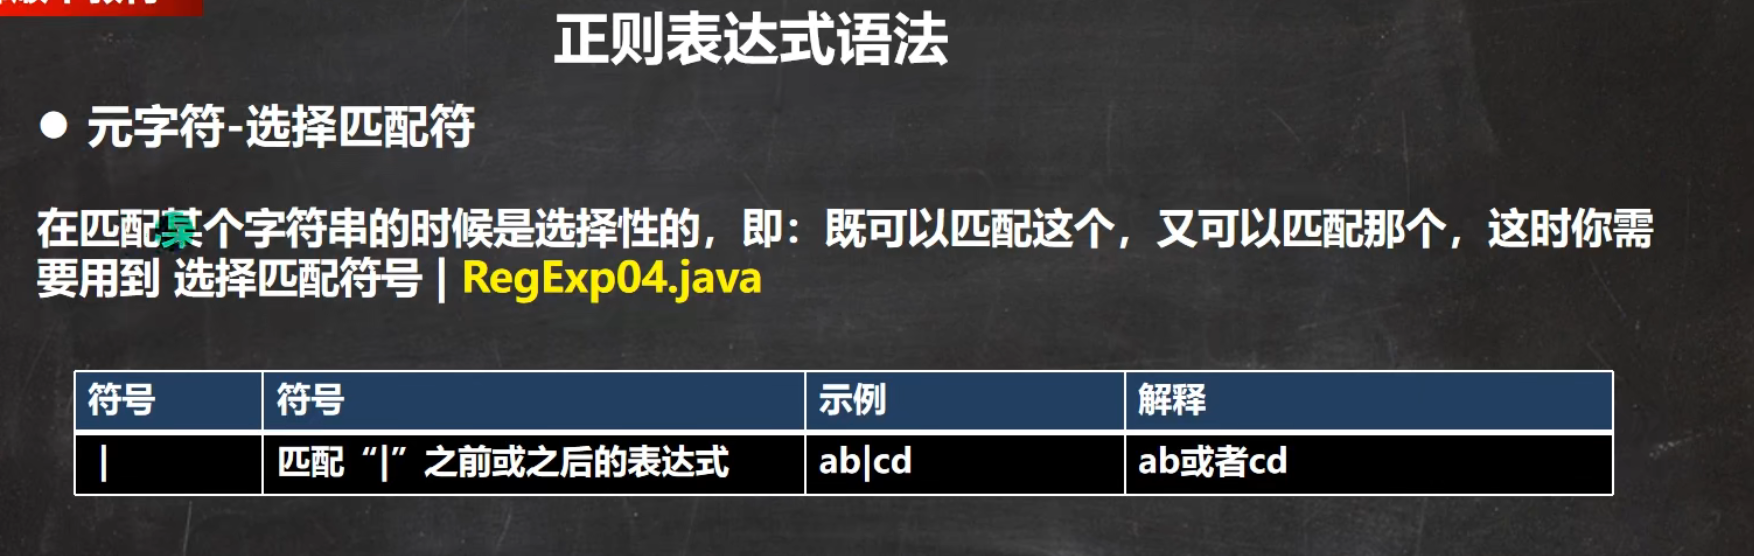 正则表达式语法
● 元字符-选择匹配符
在匹配某个字符串的时候是选择性的，即：既可以匹配这个，又可以匹配那个，这时你需
要用到 选择匹配符号 | RegExp04.java
符号 符号 示例 解释
| 匹配“|”之前或之后的表达式 ab|cd ab或者cd